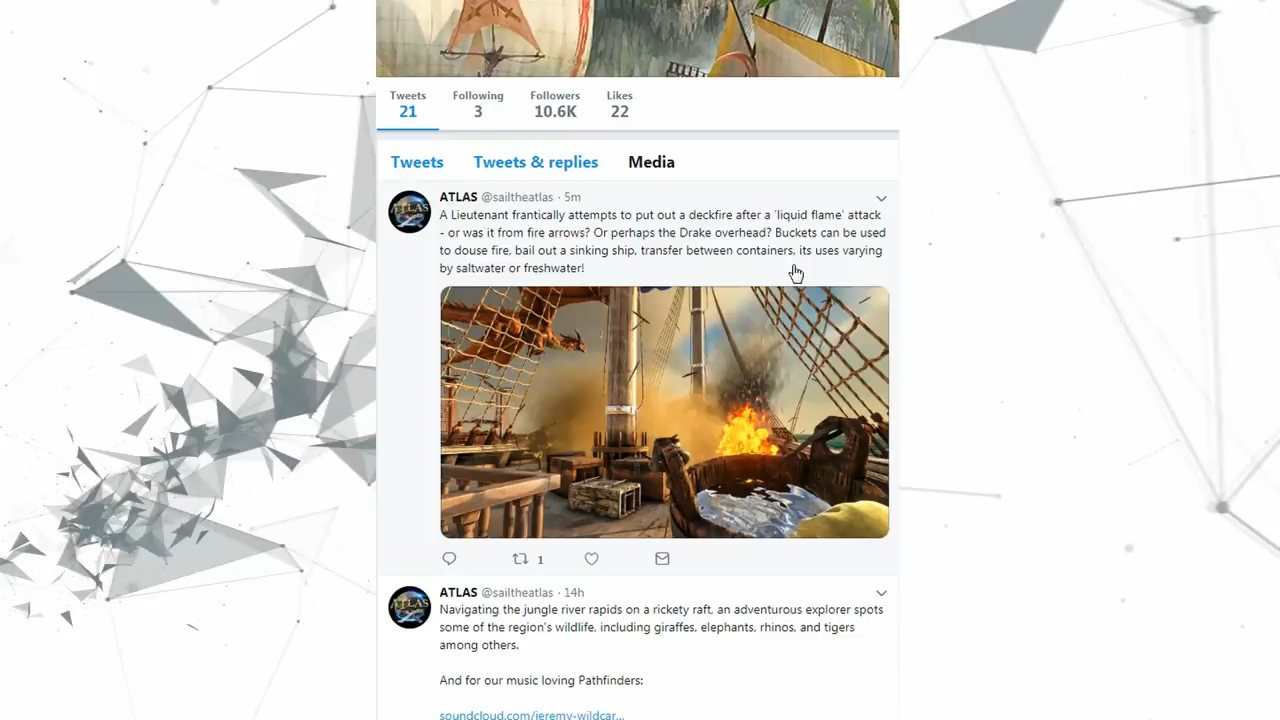 Tweets Following Followers Likes
21 3 10.6K 22
Tweets Tweets & replies Media
ATLAS @sailtheatlas · 5m
A Lieutenant frantically attempts to put out a deckfire after a 'liquid flame' attack
- or was it from fire arrows? Or perhaps the Drake overhead? Buckets can be used
to douse fire, bail out a sinking ship, transfer between containers, its uses varying
by saltwater or freshwater!
1
ATLAS @sailtheatlas · 14h
Navigating the jungle river rapids on a rickety raft, an adventurous explorer spots
some of the region's wildlife, including giraffes, elephants, rhinos, and tigers
among others.
And for our music loving Pathfinders:
soundcloud.com/jeremy-wildcar...